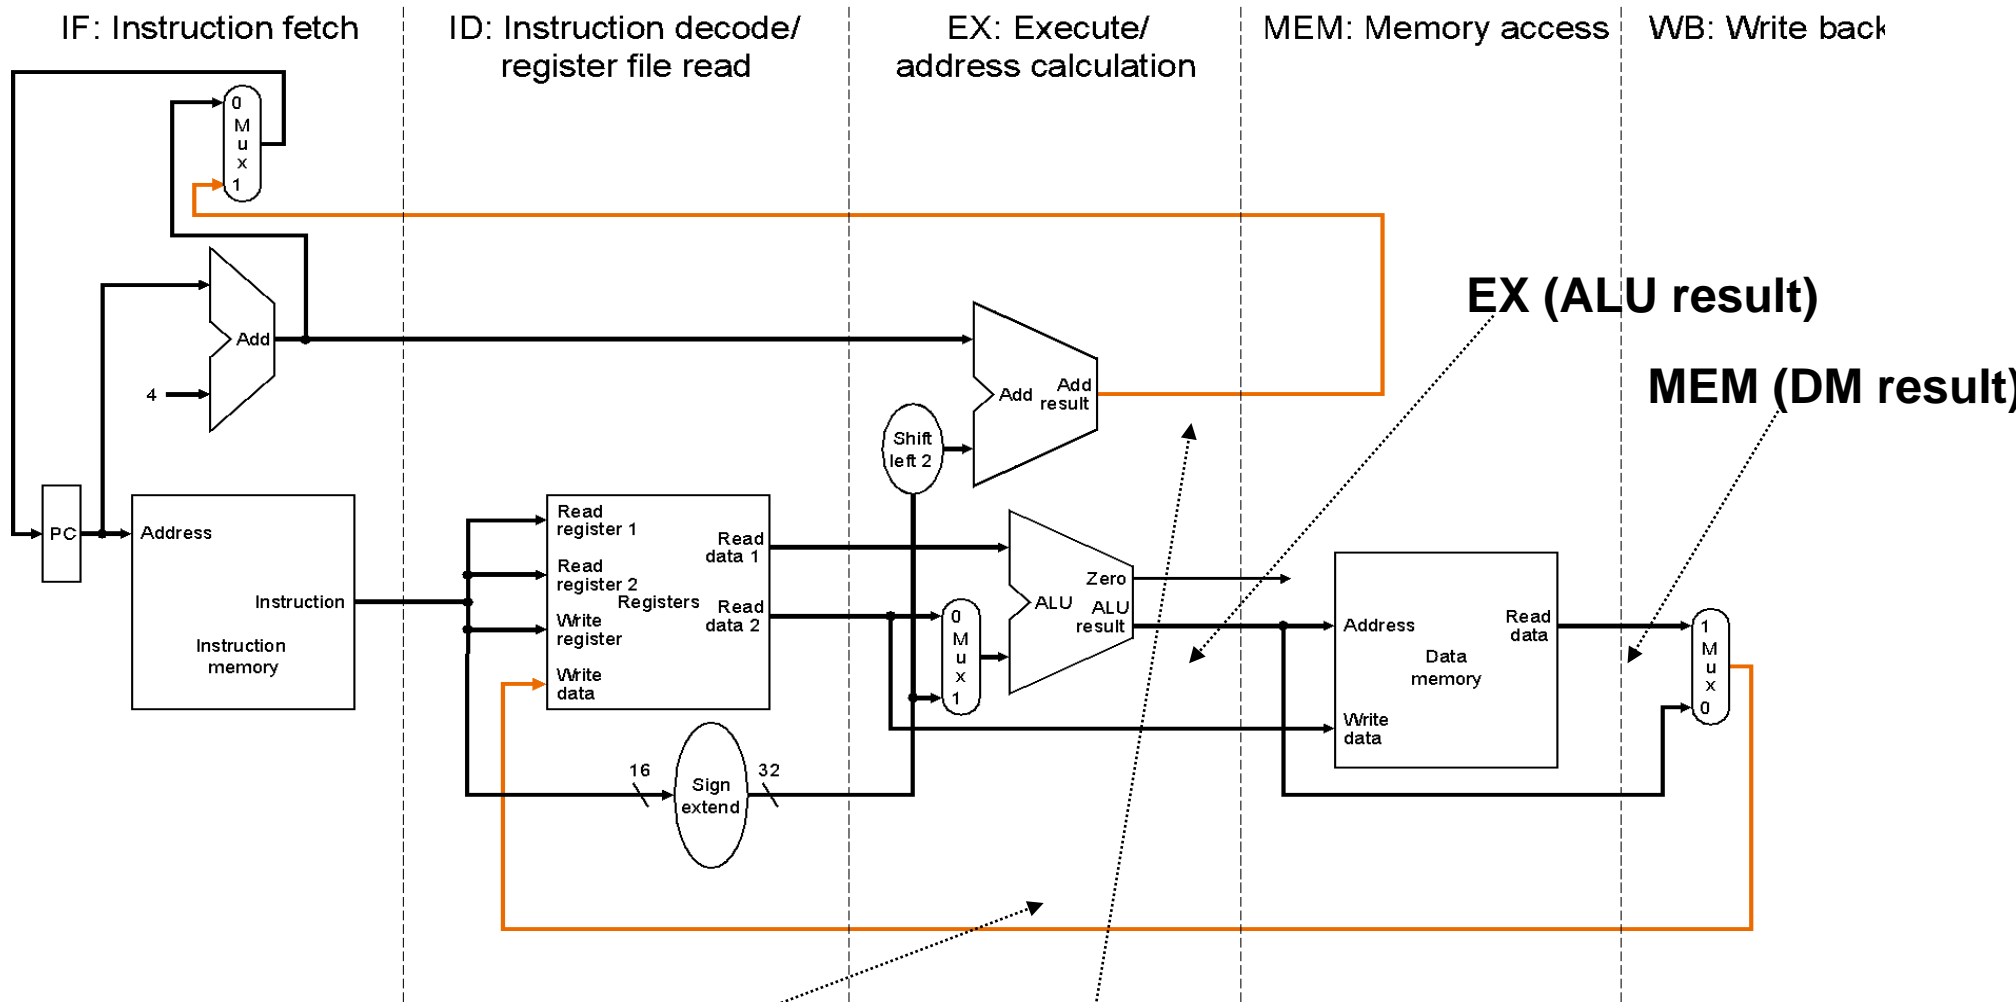 IF: Instruction fetch
ID: Instruction decode/
register file read
EX: Execute/
address calculation
MEM: Memory access
WB: Write back
0
M
u
x
1
Add
4
EX (ALU result)
MEM (DM result)
Add
Add
result
Shift
left 2
PC
Address
Instruction
Instruction
memory
Read
register 1
Read
register 2
Write
register
Write
data
Registers
Read
data 1
Read
data 2
16
Sign
extend
32
0
M
u
x
1
Zero
ALU
ALU
result
Address
Write
data
Data
memory
Read
data
1
M
u
x
0